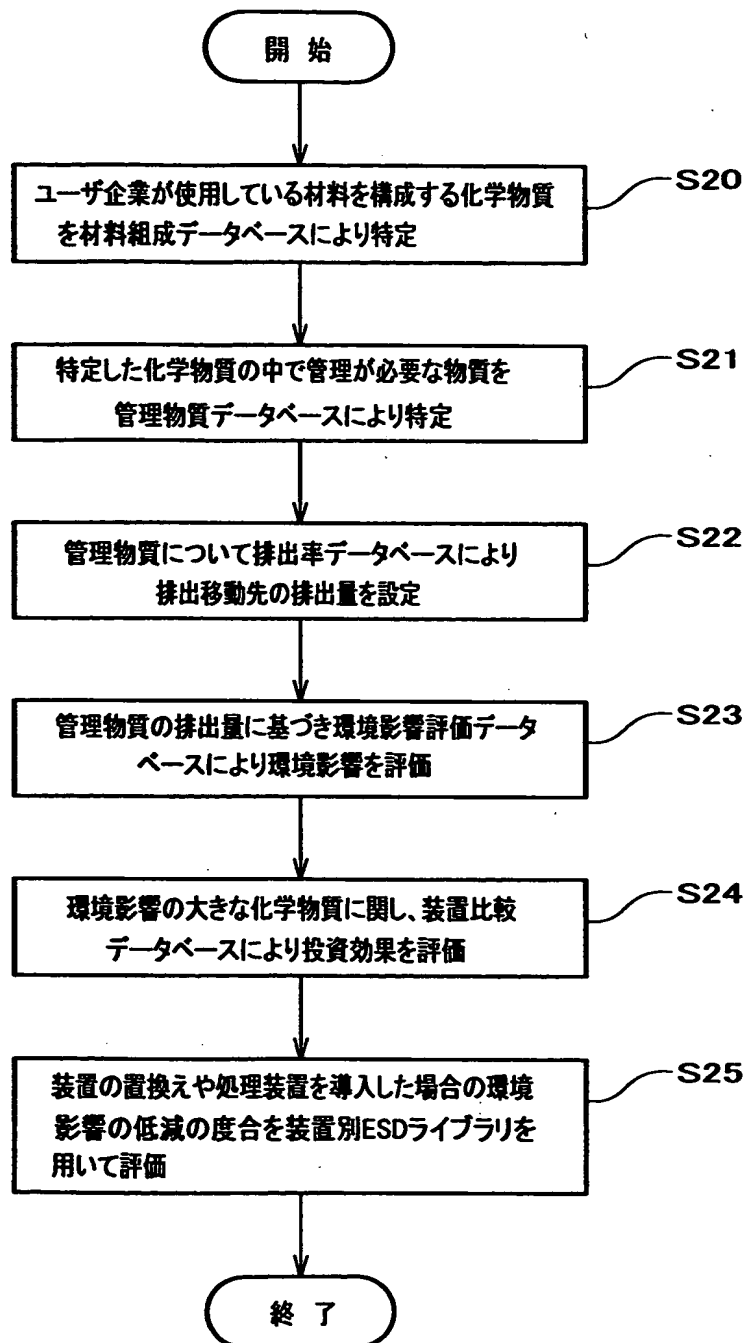 開始
ユーザ企業が使用している材料を構成する化学物質
を材料組成データベースにより特定
S20
特定した化学物質の中で管理が必要な物質を
管理物質データベースにより特定
S21
管理物質について排出率データベースにより
排出移動先の排出量を設定
S22
管理物質の排出量に基づき環境影響評価データ
ベースにより環境影響を評価
S23
環境影響の大きな化学物質に関し、装置比較
データベースにより投資効果を評価
S24
装置の置換えや処理装置を導入した場合の環境
影響の低減の度合を装置別ESDライブラリを
用いて評価
S25
終了